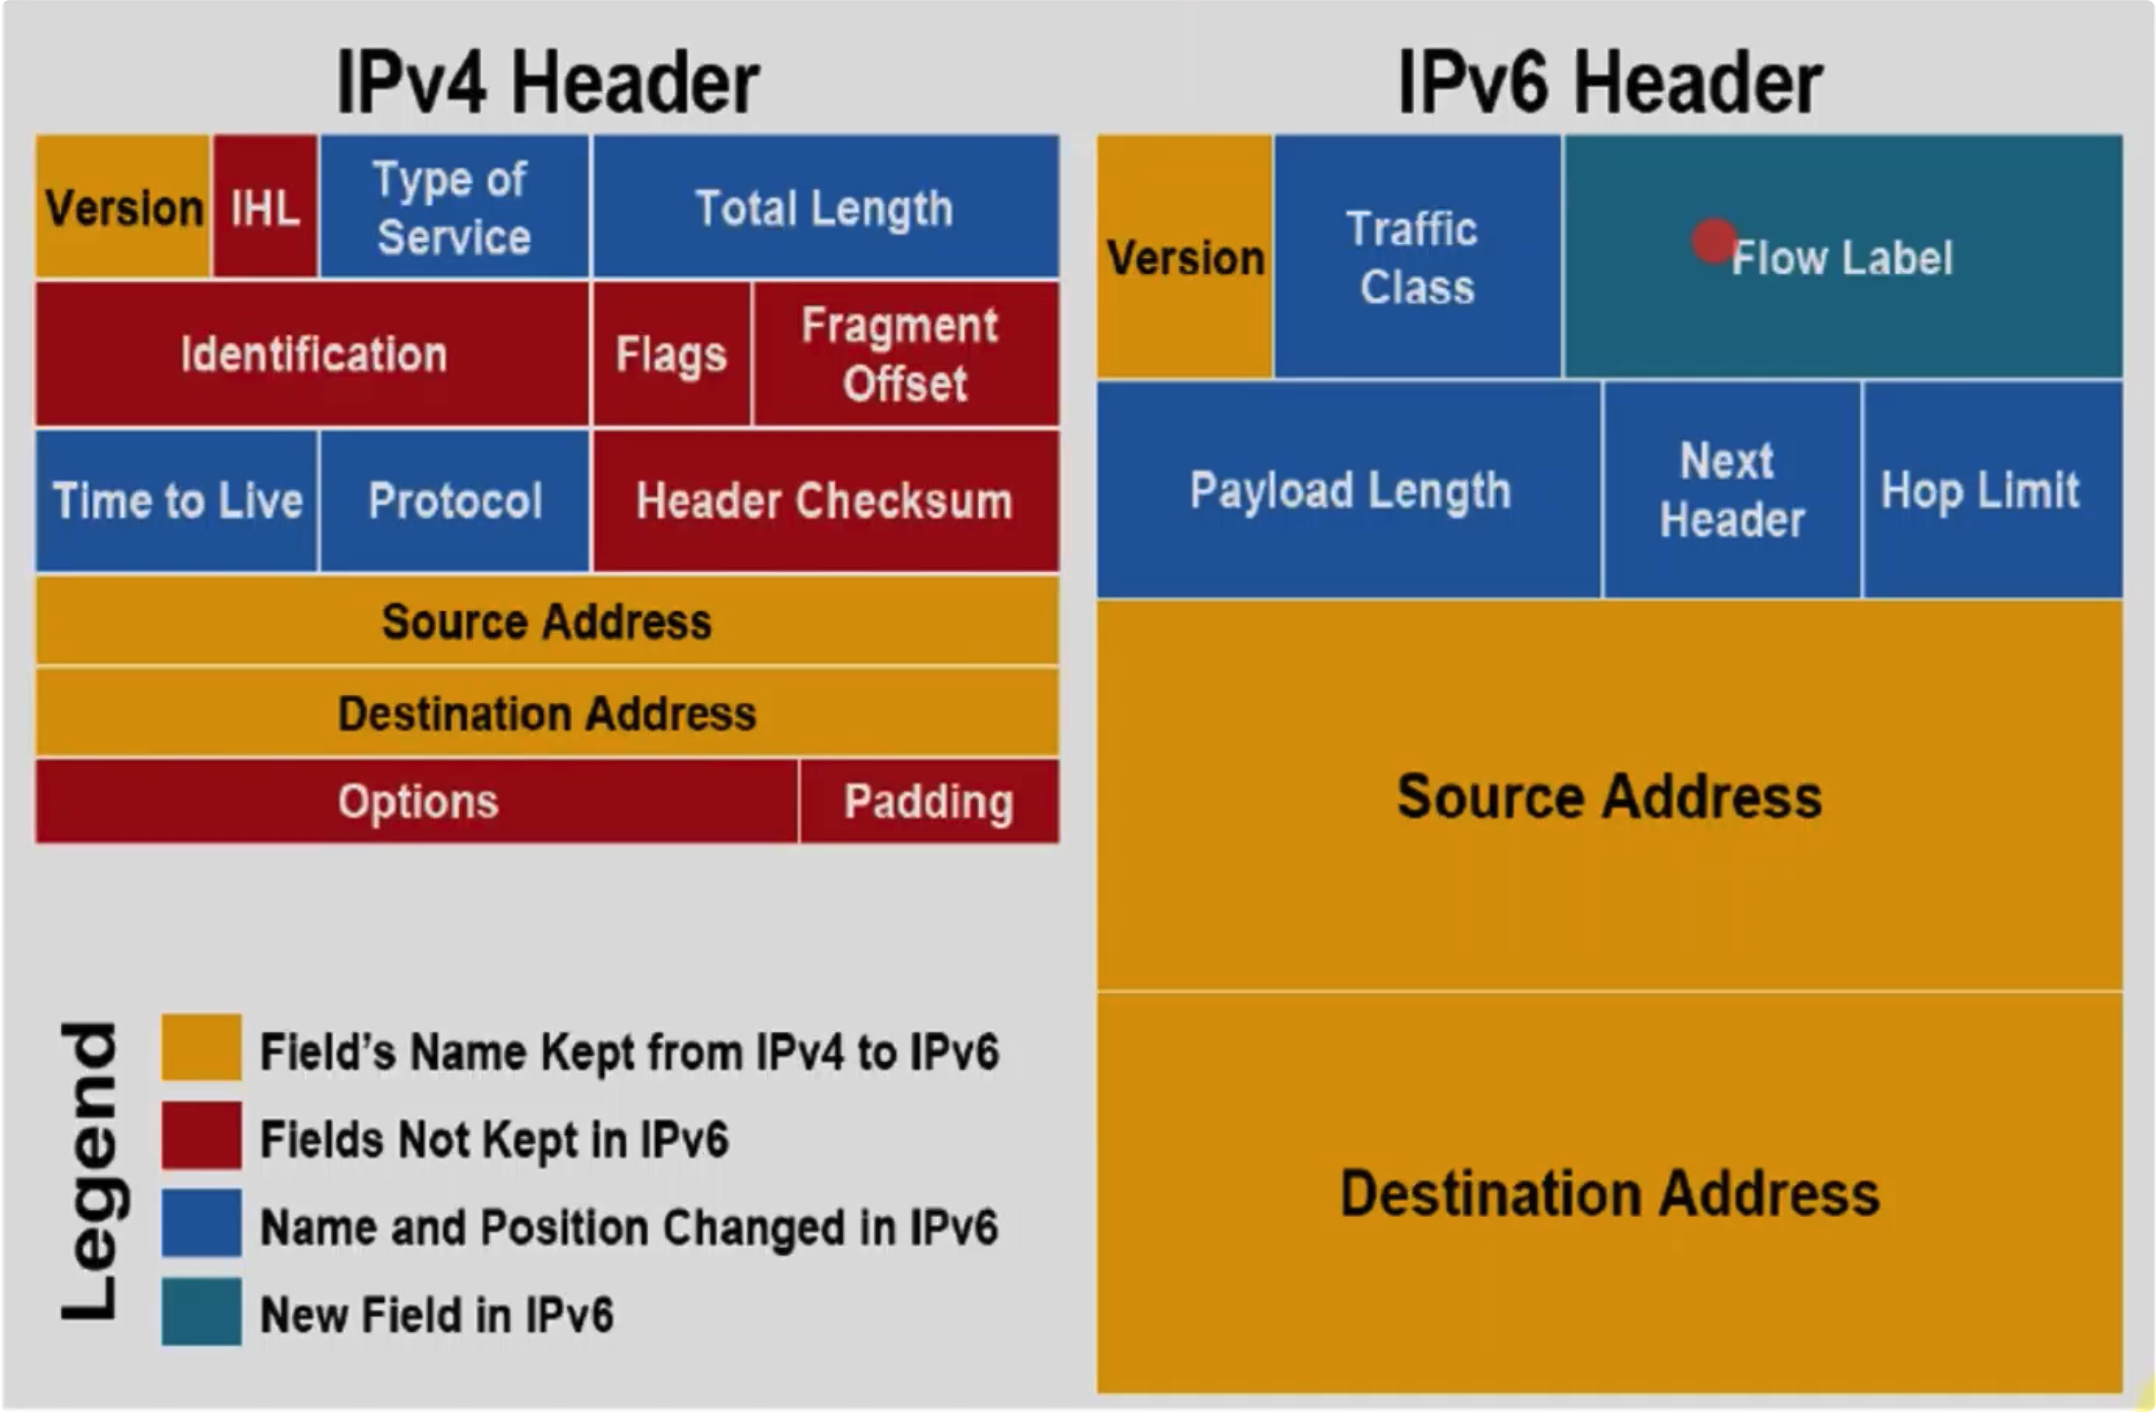 IPv4 Header
Version
IHL
Type of
Service
Total Length
Identification
Flags
Fragment
Offset
Time to Live
Protocol
Header Checksum
Source Address
Destination Address
Options
Padding
Legend
Field’s Name Kept from IPv4 to IPv6
Fields Not Kept in IPv6
Name and Position Changed in IPv6
New Field in IPv6
IPv6 Header
Version
Traffic
Class
Flow Label
Payload Length
Next
Header
Hop Limit
Source Address
Destination Address